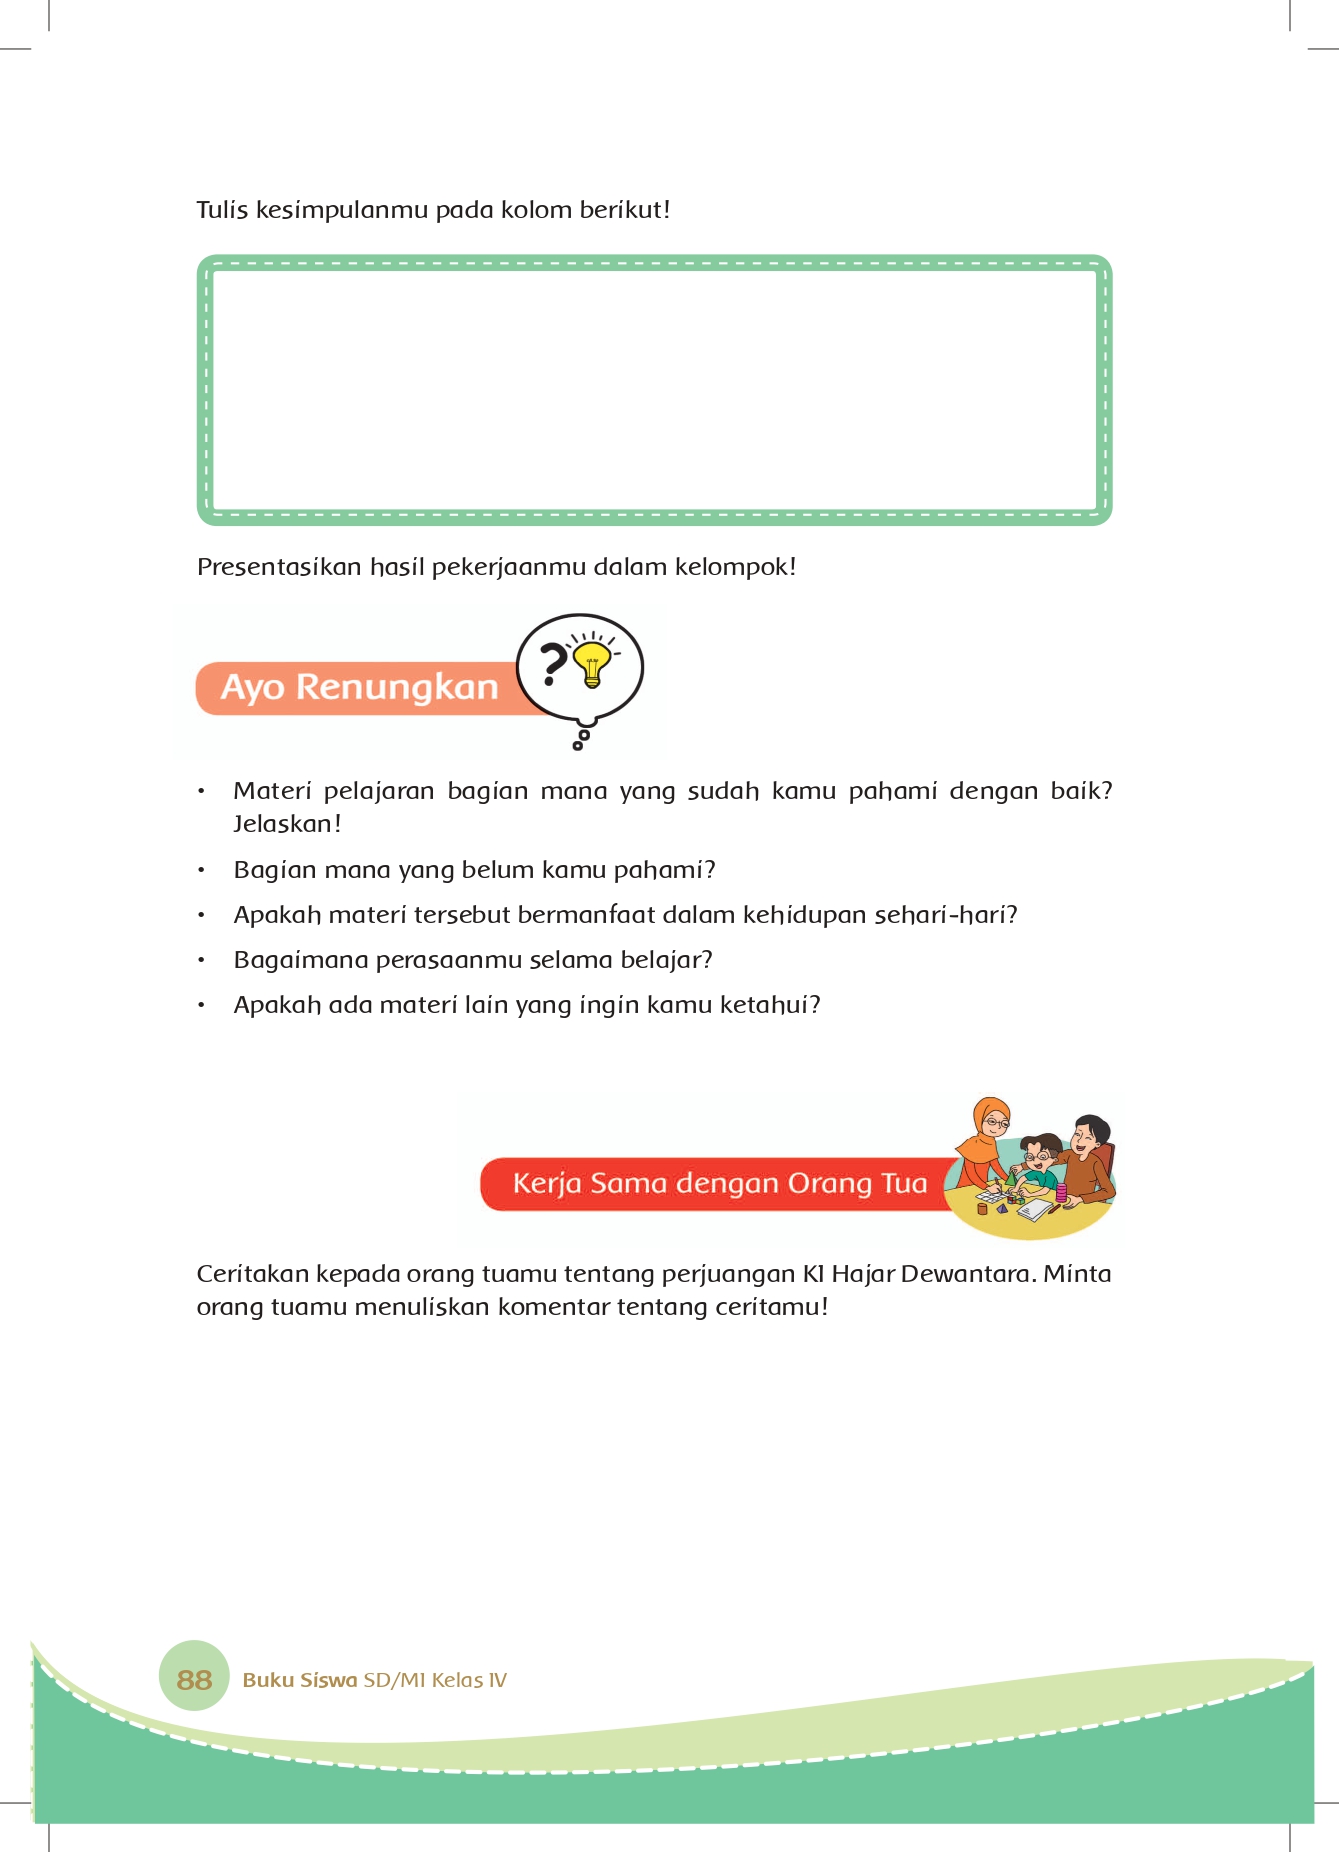 Tulis kesimpulanmu pada kolom berikut!
Presentasikan hasil pekerjaanmu dalam kelompok!
Ayo Renungkan
?
• Materi pelajaran bagian mana yang sudah kamu pahami dengan baik?
Jelaskan!
• Bagian mana yang belum kamu pahami?
• Apakah materi tersebut bermanfaat dalam kehidupan sehari-hari?
• Bagaimana perasaanmu selama belajar?
• Apakah ada materi lain yang ingin kamu ketahui?
Kerja Sama dengan Orang Tua
Ceritakan kepada orang tuamu tentang perjuangan KI Hajar Dewantara. Minta
orang tuamu menuliskan komentar tentang ceritamu!
88 Buku Siswa SD/MI Kelas IV